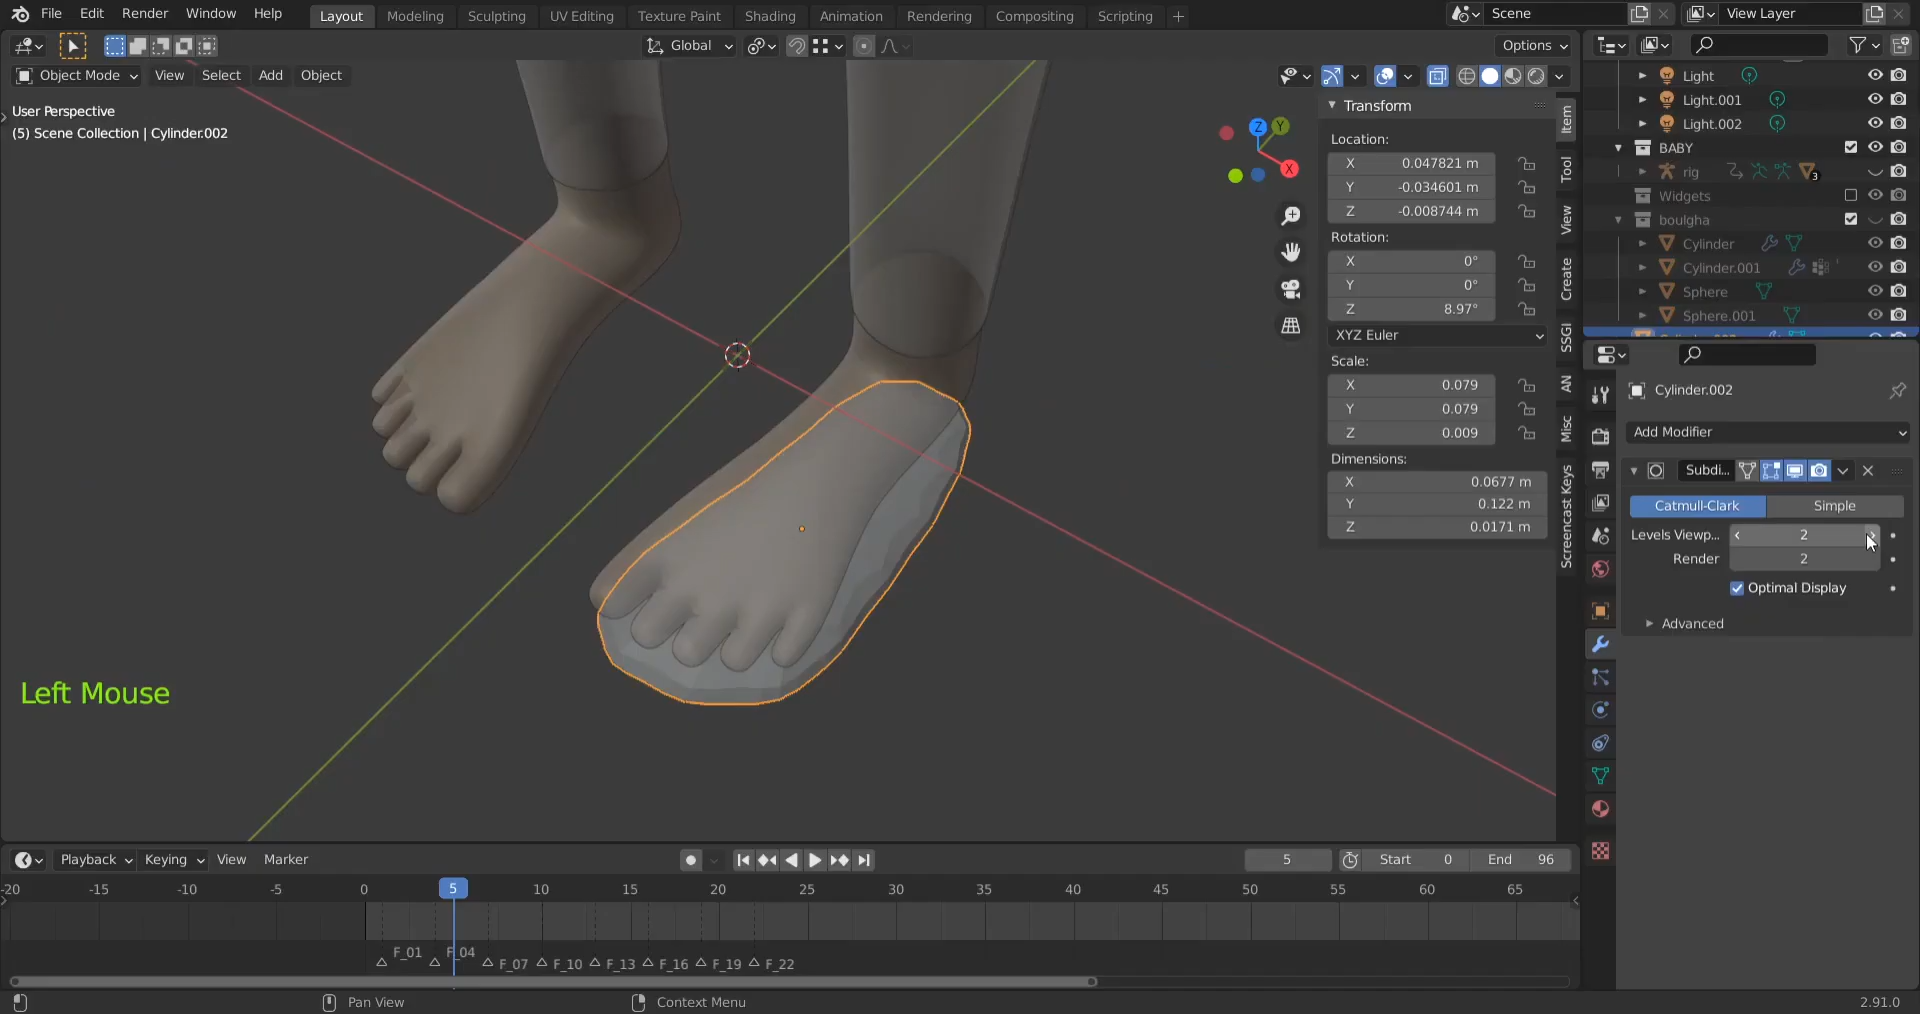 File Edit Render Window Help
Layout Modeling Sculpting UV Editing Texture Paint Shading Animation Rendering Compositing Scripting +
Scene
View Layer
Global
Options
Object Mode View Select Add Object
User Perspective
(5) Scene Collection | Cylinder.002
Z Y X
Transform
Location:
X 0.047821 m
Y -0.034601 m
Z -0.008744 m
Rotation:
X 0°
Y 0°
Z 8.97°
XYZ Euler
Scale:
X 0.079
Y 0.079
Z 0.009
Dimensions:
X 0.0677 m
Y 0.122 m
Z 0.0171 m
Item
Tool
View
Create
SSGI
AN
Misc
Screencast Keys
Light
Light.001
Light.002
BABY
rig 3
Widgets
boulgha
Cylinder
Cylinder.001
Sphere
Sphere.001
Cylinder.002
Add Modifier
Subdi...
Catmull-Clark Simple
Levels Viewp... 2
Render 2
Optimal Display
Advanced
Left Mouse
Playback Keying View Marker
5
Start 0
End 96
-20 -15 -10 -5 0 5 10 15 20 25 30 35 40 45 50 55 60 65
F_01 F_04 F_07 F_10 F_13 F_16 F_19 F_22
Pan View
Context Menu
2.91.0